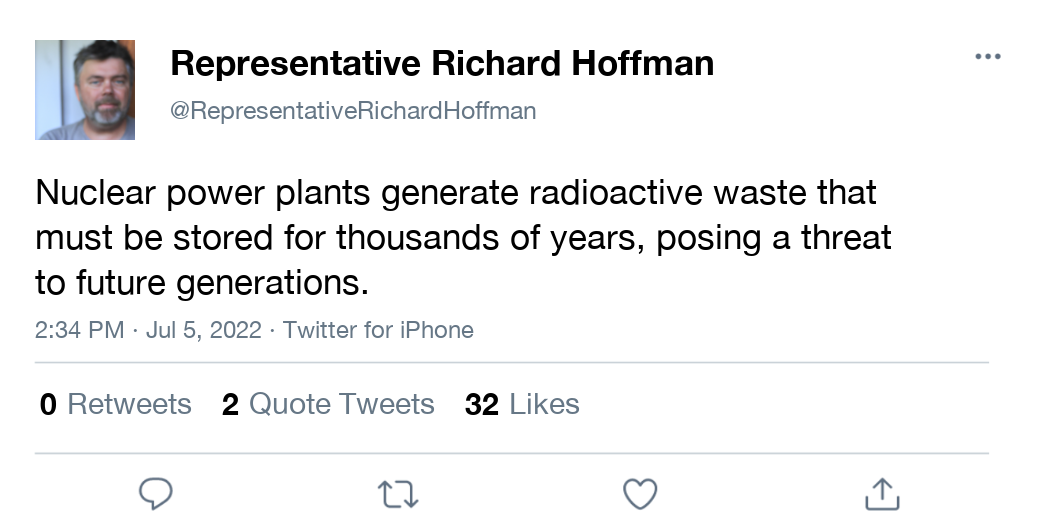 Representative Richard Hoffman
@RepresentativeRichardHoffman
Nuclear power plants generate radioactive waste that
must be stored for thousands of years, posing a threat
to future generations.
2:34 PM · Jul 5, 2022 · Twitter for iPhone
0 Retweets 2 Quote Tweets 32 Likes